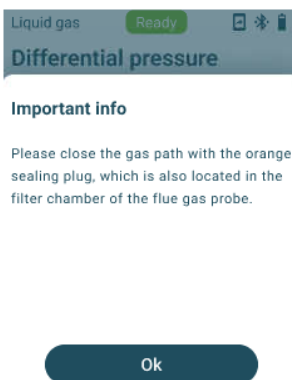 Liquid gas Ready
Differential pressure
Important info
Please close the gas path with the orange
sealing plug, which is also located in the
filter chamber of the flue gas probe.
Ok